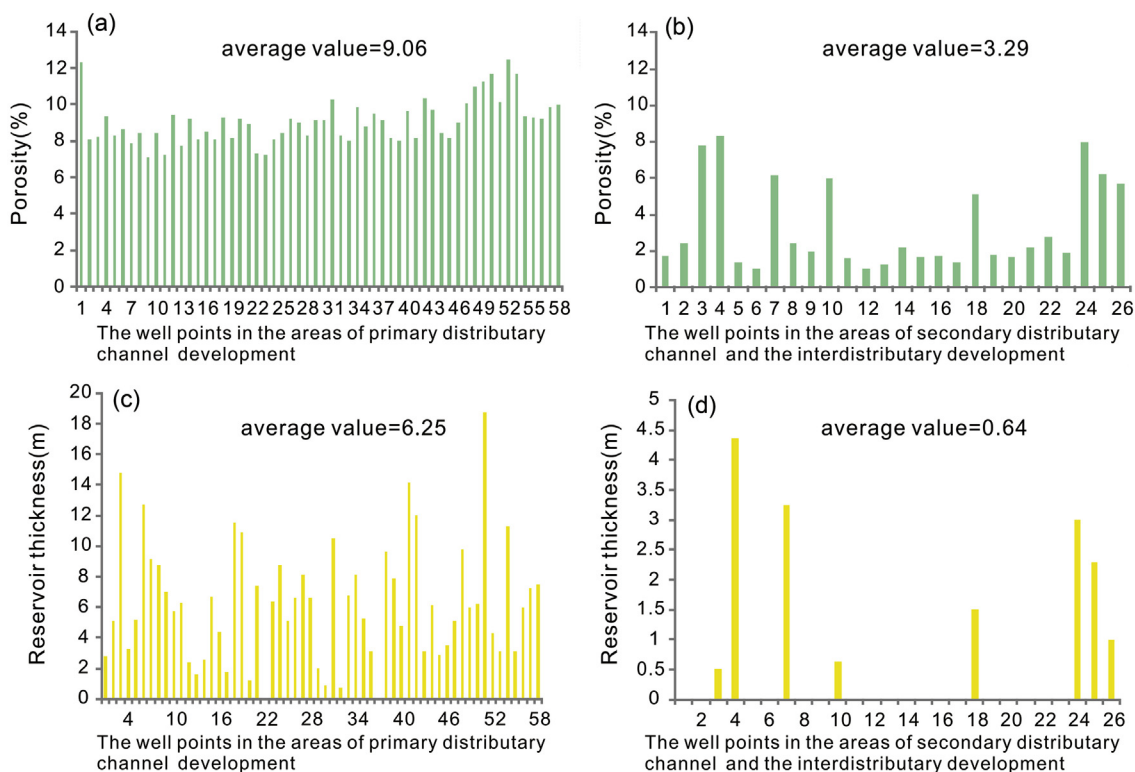 (a)
average value=9.06
Porosity(%)
14
12
10
8
6
4
2
0
1 4 7 10 13 16 19 22 25 28 31 34 37 40 43 46 49 52 55 58
The well points in the areas of primary distributary
channel development
(b)
average value=3.29
Porosity(%)
14
12
10
8
6
4
2
0
1 2 3 4 5 6 7 8 9 10 12 14 16 18 20 22 24 26
The well points in the areas of secondary distributary
channel and the interdistributary development
(c)
average value=6.25
Reservoir thickness(m)
20
18
16
14
12
10
8
6
4
2
0
4 10 16 22 28 34 40 46 52 58
The well points in the areas of primary distributary
channel development
(d)
average value=0.64
Reservoir thickness(m)
5
4.5
4
3.5
3
2.5
2
1.5
1
0.5
0
2 4 6 8 10 12 14 16 18 20 22 24 26
The well points in the areas of secondary distributary
channel and the interdistributary development